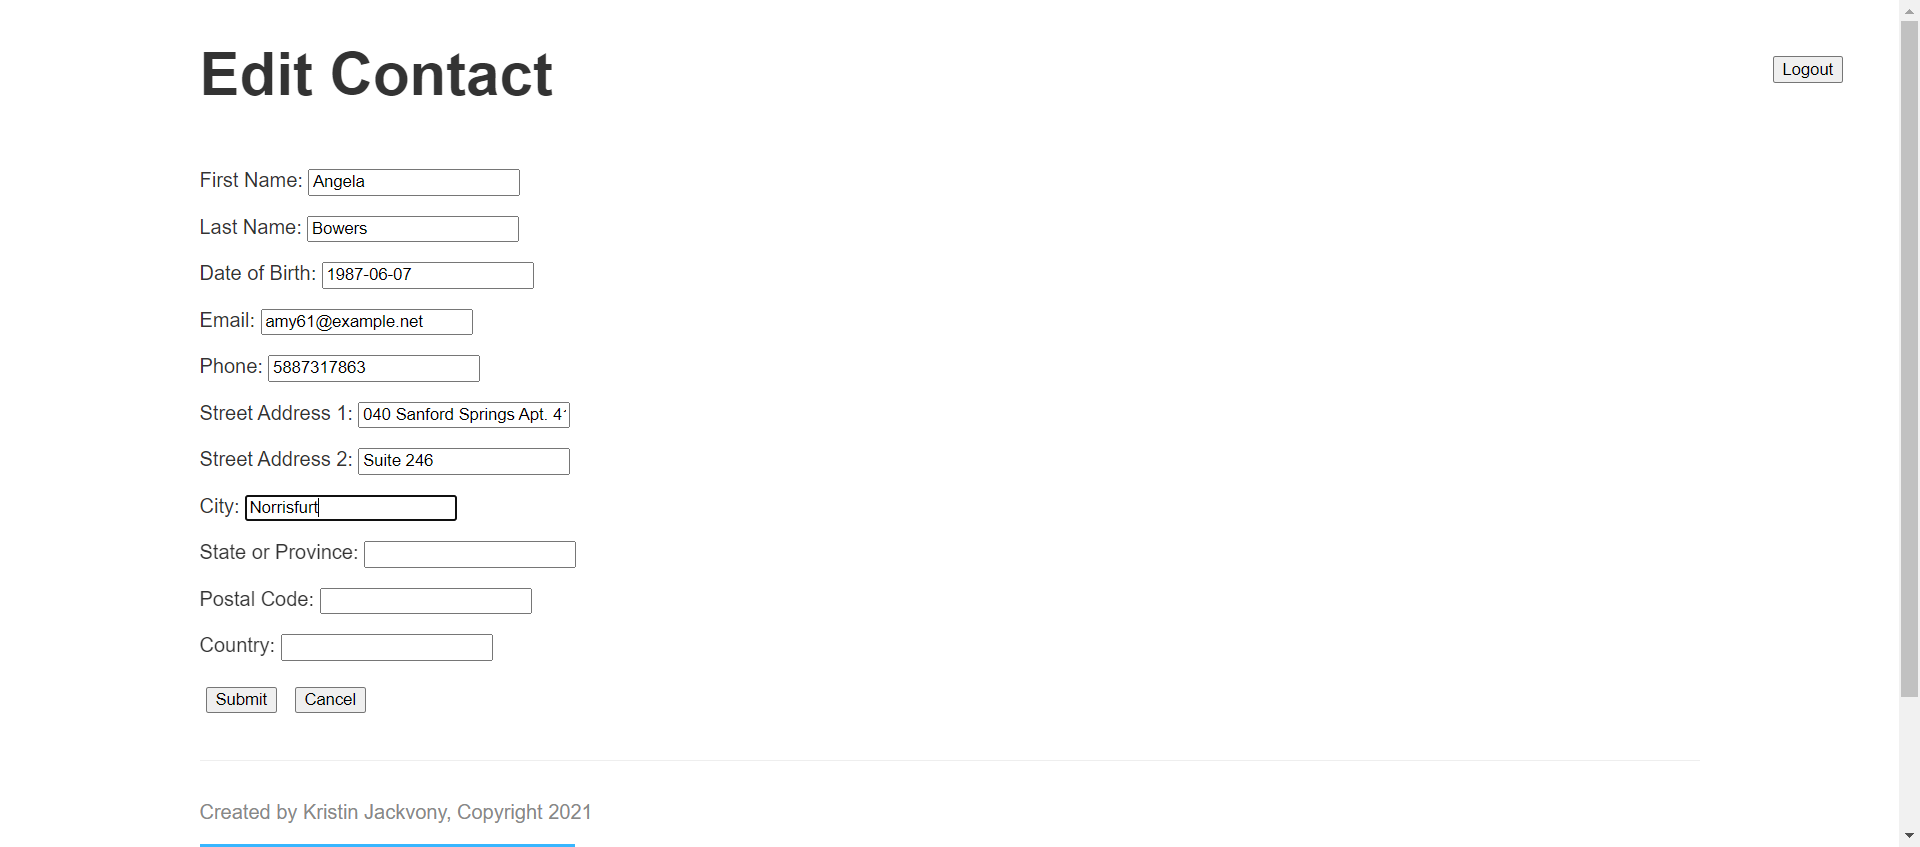 Edit Contact
Logout
First Name: Angela
Last Name: Bowers
Date of Birth: 1987-06-07
Email: amy61@example.net
Phone: 5887317863
Street Address 1: 040 Sanford Springs Apt. 41
Street Address 2: Suite 246
City: Norrisfurt
State or Province:
Postal Code:
Country:
Submit Cancel
Created by Kristin Jackvony, Copyright 2021